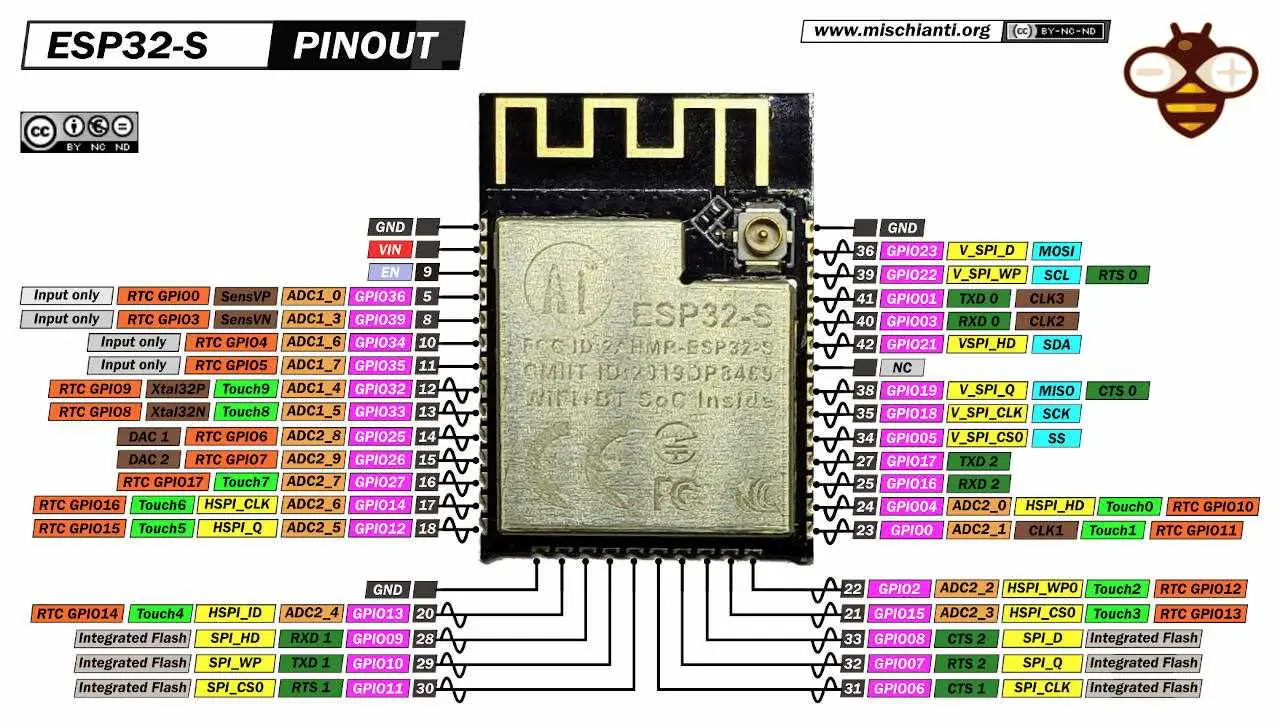 ESP32-S PINOUT
www.mischianti.org (cc) BY-NC-ND
cc BY NC ND
GND
VIN
EN 9
Input only RTC GPIO0 SensVP ADC1_0 GPIO36 5
Input only RTC GPIO3 SensVN ADC1_3 GPIO39 8
Input only RTC GPIO4 ADC1_6 GPIO34 10
Input only RTC GPIO5 ADC1_7 GPIO35 11
RTC GPIO9 Xtal32P Touch9 ADC1_4 GPIO32 12
RTC GPIO8 Xtal32N Touch8 ADC1_5 GPIO33 13
DAC 1 RTC GPIO6 ADC2_8 GPIO25 14
DAC 2 RTC GPIO7 ADC2_9 GPIO26 15
RTC GPIO17 Touch7 ADC2_7 GPIO27 16
RTC GPIO16 Touch6 HSPI_CLK ADC2_6 GPIO14 17
RTC GPIO15 Touch5 HSPI_Q ADC2_5 GPIO12 18
Ai
ESP32-S
FCC ID:2 HMP-ESP32-S
CMIIT ID:2019DP3469
WiFi+BT SoC Inside
CE
FC
GND
36 GPIO23 V_SPI_D MOSI
39 GPIO22 V_SPI_WP SCL RTS 0
41 GPIO01 TXD 0 CLK3
40 GPIO03 RXD 0 CLK2
42 GPIO21 VSPI_HD SDA
NC
38 GPIO19 V_SPI_Q MISO CTS 0
35 GPIO18 V_SPI_CLK SCK
34 GPIO05 V_SPI_CS0 SS
27 GPIO17 TXD 2
25 GPIO16 RXD 2
24 GPIO04 ADC2_0 HSPI_HD Touch0 RTC GPIO10
23 GPIO0 ADC2_1 CLK1 Touch1 RTC GPIO11
GND
RTC GPIO14 Touch4 HSPI_ID ADC2_4 GPIO13 20
Integrated Flash SPI_HD RXD 1 GPIO09 28
Integrated Flash SPI_WP TXD 1 GPIO10 29
Integrated Flash SPI_CS0 RTS 1 GPIO11 30
22 GPIO2 ADC2_2 HSPI_WP0 Touch2 RTC GPIO12
21 GPIO15 ADC2_3 HSPI_CS0 Touch3 RTC GPIO13
33 GPIO08 CTS 2 SPI_D Integrated Flash
32 GPIO07 RTS 2 SPI_Q Integrated Flash
31 GPIO06 CTS 1 SPI_CLK Integrated Flash